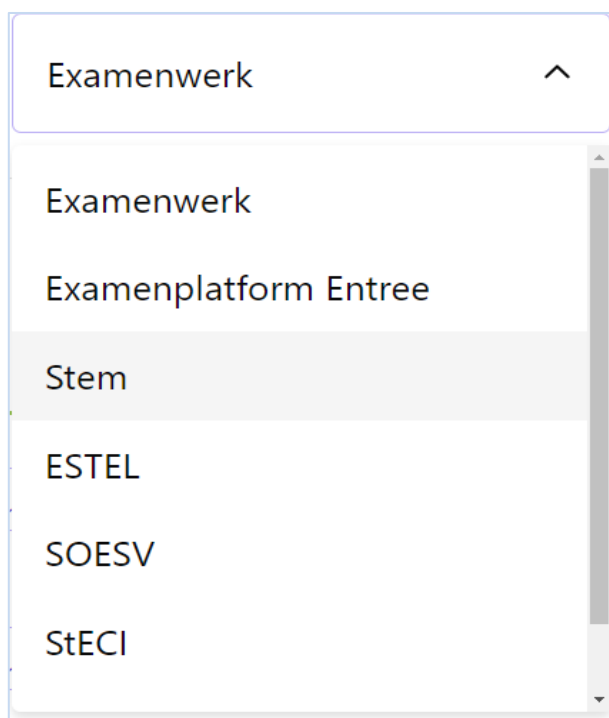 Examenwerk
Examenwerk
Examenplatform Entree
Stem
ESTEL
SOESV
StECI